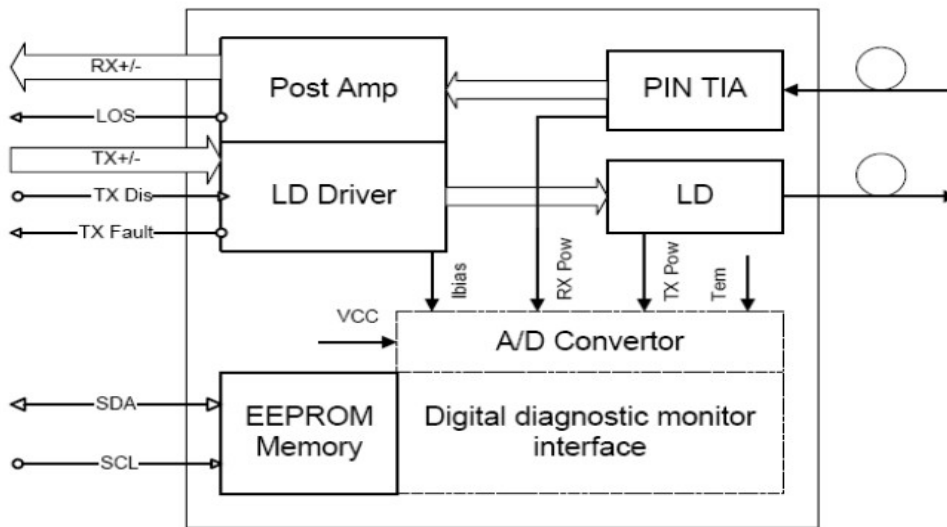 RX+/-
Post Amp
PIN TIA
LOS
TX+/-
TX Dis
LD Driver
LD
TX Fault
Ibias
RX Pow
TX Pow
Tem
VCC
A/D Convertor
SDA
EEPROM
Memory
Digital diagnostic monitor
interface
SCL